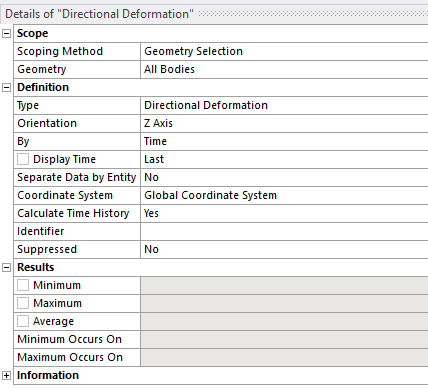 Details of "Directional Deformation"
Scope
Scoping Method Geometry Selection
Geometry All Bodies
Definition
Type Directional Deformation
Orientation Z Axis
By Time
Display Time Last
Separate Data by Entity No
Coordinate System Global Coordinate System
Calculate Time History Yes
Identifier
Suppressed No
Results
Minimum
Maximum
Average
Minimum Occurs On
Maximum Occurs On
Information